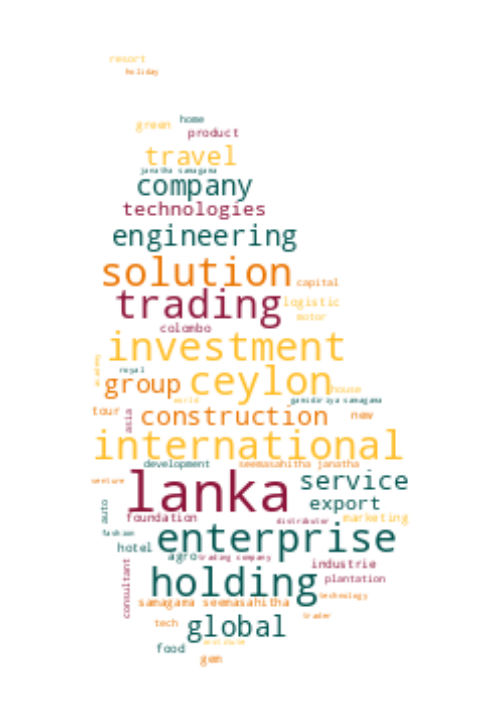 resort
holiday
home
green
product
travel
janatha samagama
company
technologies
engineering
solution
capital
trading
logistic
motor
colombo
investment
academy
royal
group
ceylon
house
world
gamidiriya samagama
tour
asia
construction
new
international
development
seemasahitha janatha
venture
lanka
service
auto
export
foundation
distributor
marketing
fashion
enterprise
hotel
agro
trading company
industrie
consultant
holding
plantation
technology
samagama seemasahitha
trader
tech
global
institute
food
gem